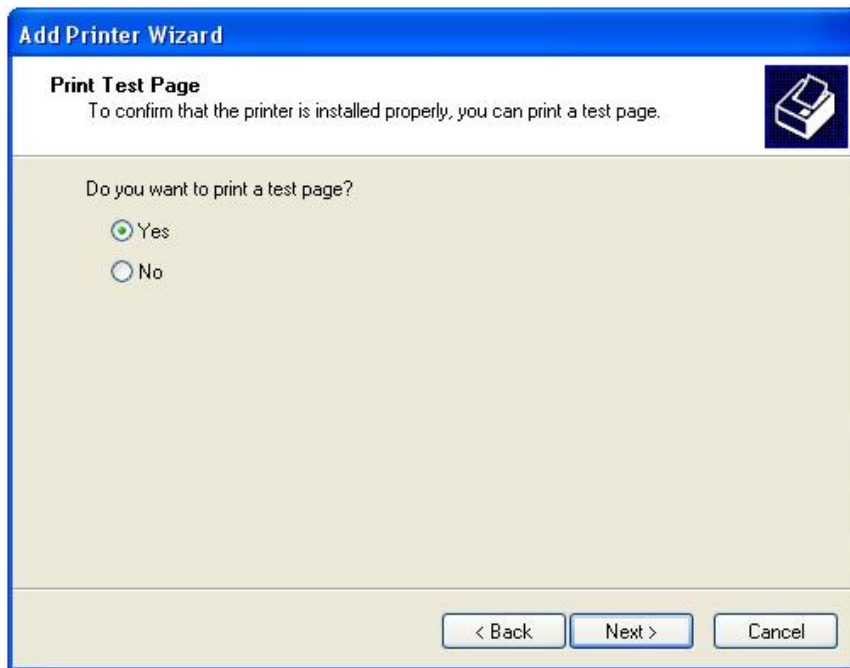 Add Printer Wizard
Print Test Page
To confirm that the printer is installed properly, you can print a test page.
Do you want to print a test page?
Yes
No
< Back
Next >
Cancel